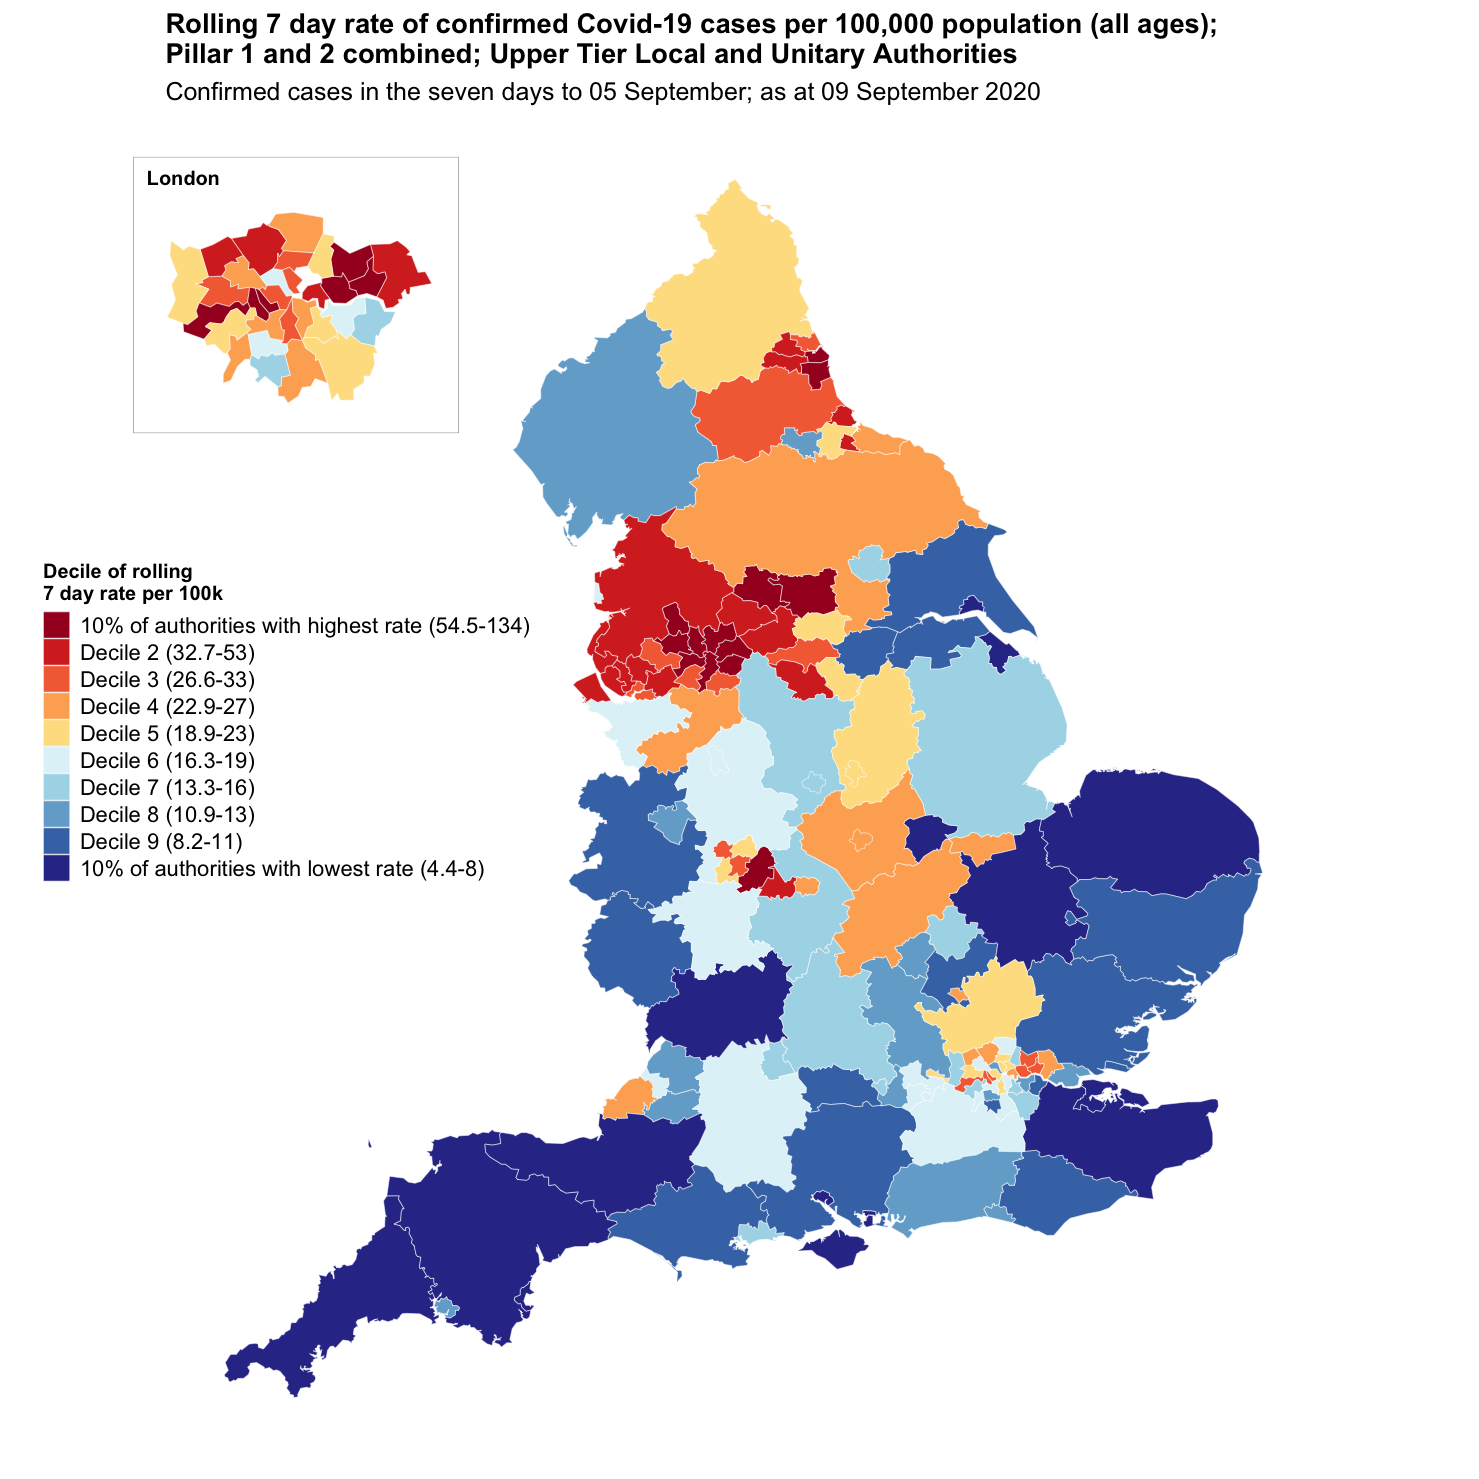 Rolling 7 day rate of confirmed Covid-19 cases per 100,000 population (all ages);
Pillar 1 and 2 combined; Upper Tier Local and Unitary Authorities
Confirmed cases in the seven days to 05 September; as at 09 September 2020
London
Decile of rolling
7 day rate per 100k
10% of authorities with highest rate (54.5-134)
Decile 2 (32.7-53)
Decile 3 (26.6-33)
Decile 4 (22.9-27)
Decile 5 (18.9-23)
Decile 6 (16.3-19)
Decile 7 (13.3-16)
Decile 8 (10.9-13)
Decile 9 (8.2-11)
10% of authorities with lowest rate (4.4-8)